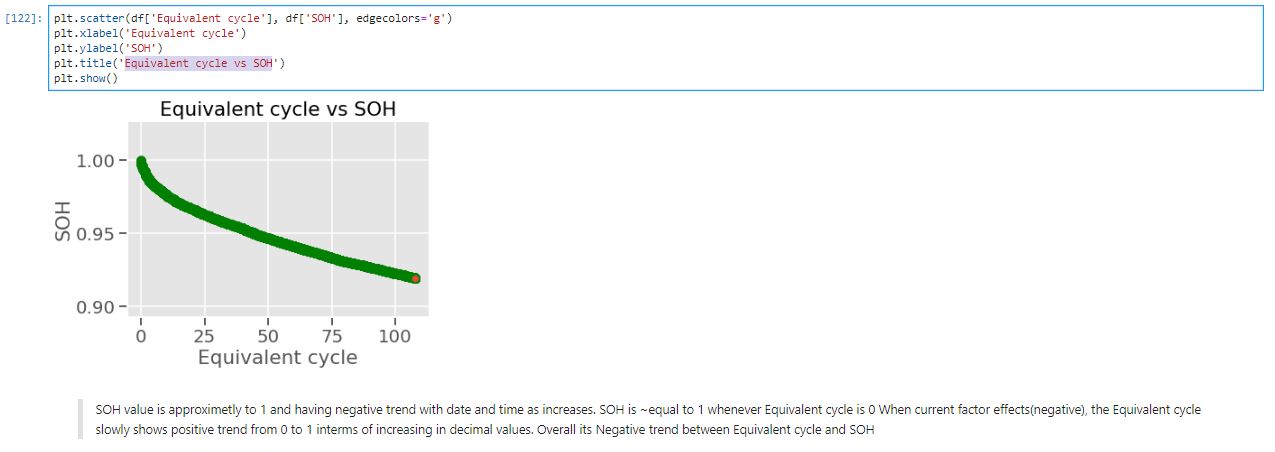 [122]: plt.scatter(df['Equivalent cycle'], df['SOH'], edgecolors='g')
plt.xlabel('Equivalent cycle')
plt.ylabel('SOH')
plt.title('Equivalent cycle vs SOH')
plt.show()
Equivalent cycle vs SOH
1.00
0.95
0.90
SOH
0 25 50 75 100
Equivalent cycle
SOH value is approximetly to 1 and having negative trend with date and time as increases. SOH is ~equal to 1 whenever Equivalent cycle is 0 When current factor effects(negative), the Equivalent cycle
slowly shows positive trend from 0 to 1 interms of increasing in decimal values. Overall its Negative trend between Equivalent cycle and SOH